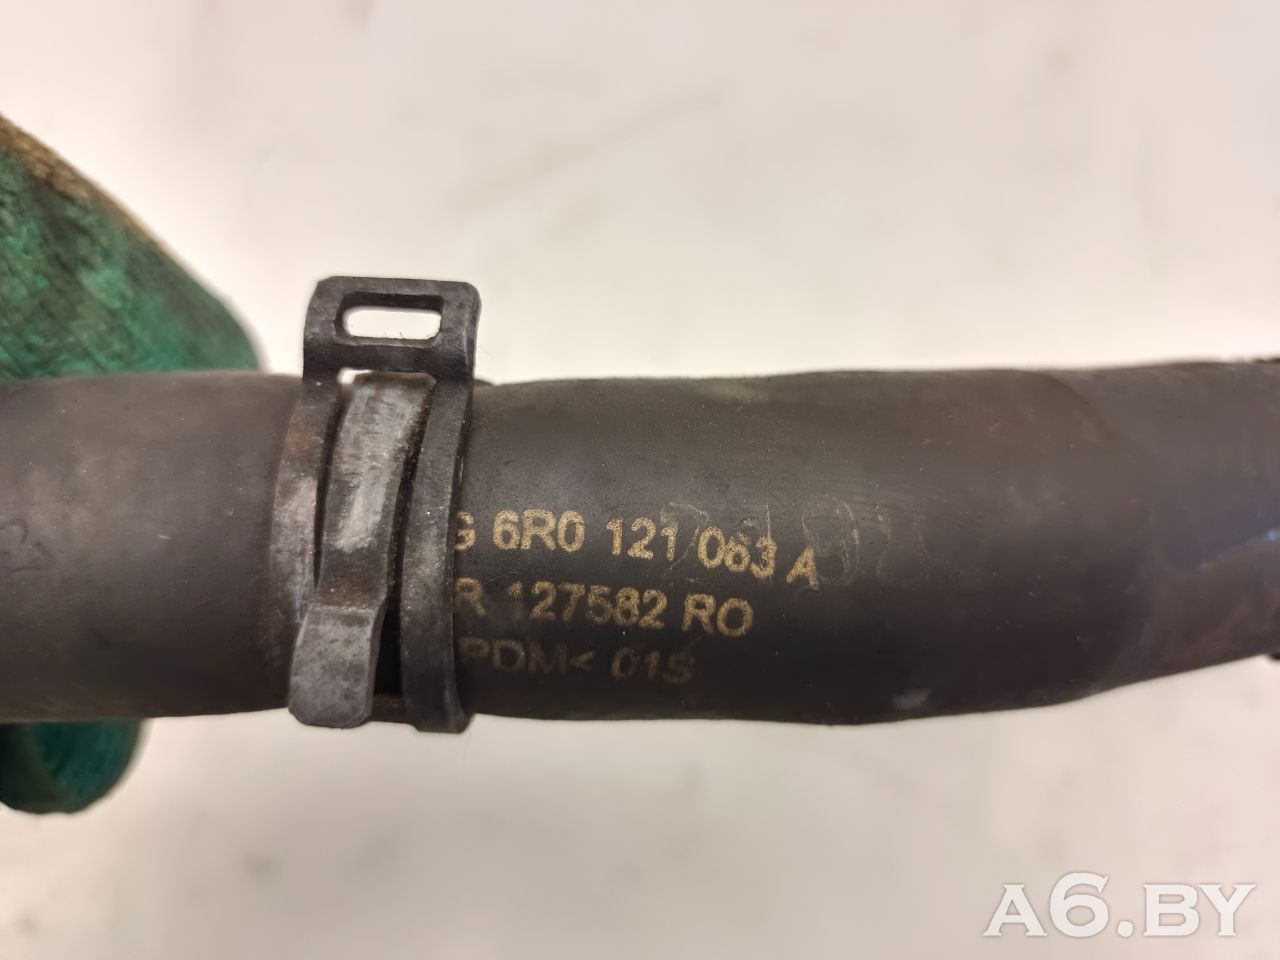 G 6R0 121 063 A
R 127582 RO
PDM< 01S
A6.BY